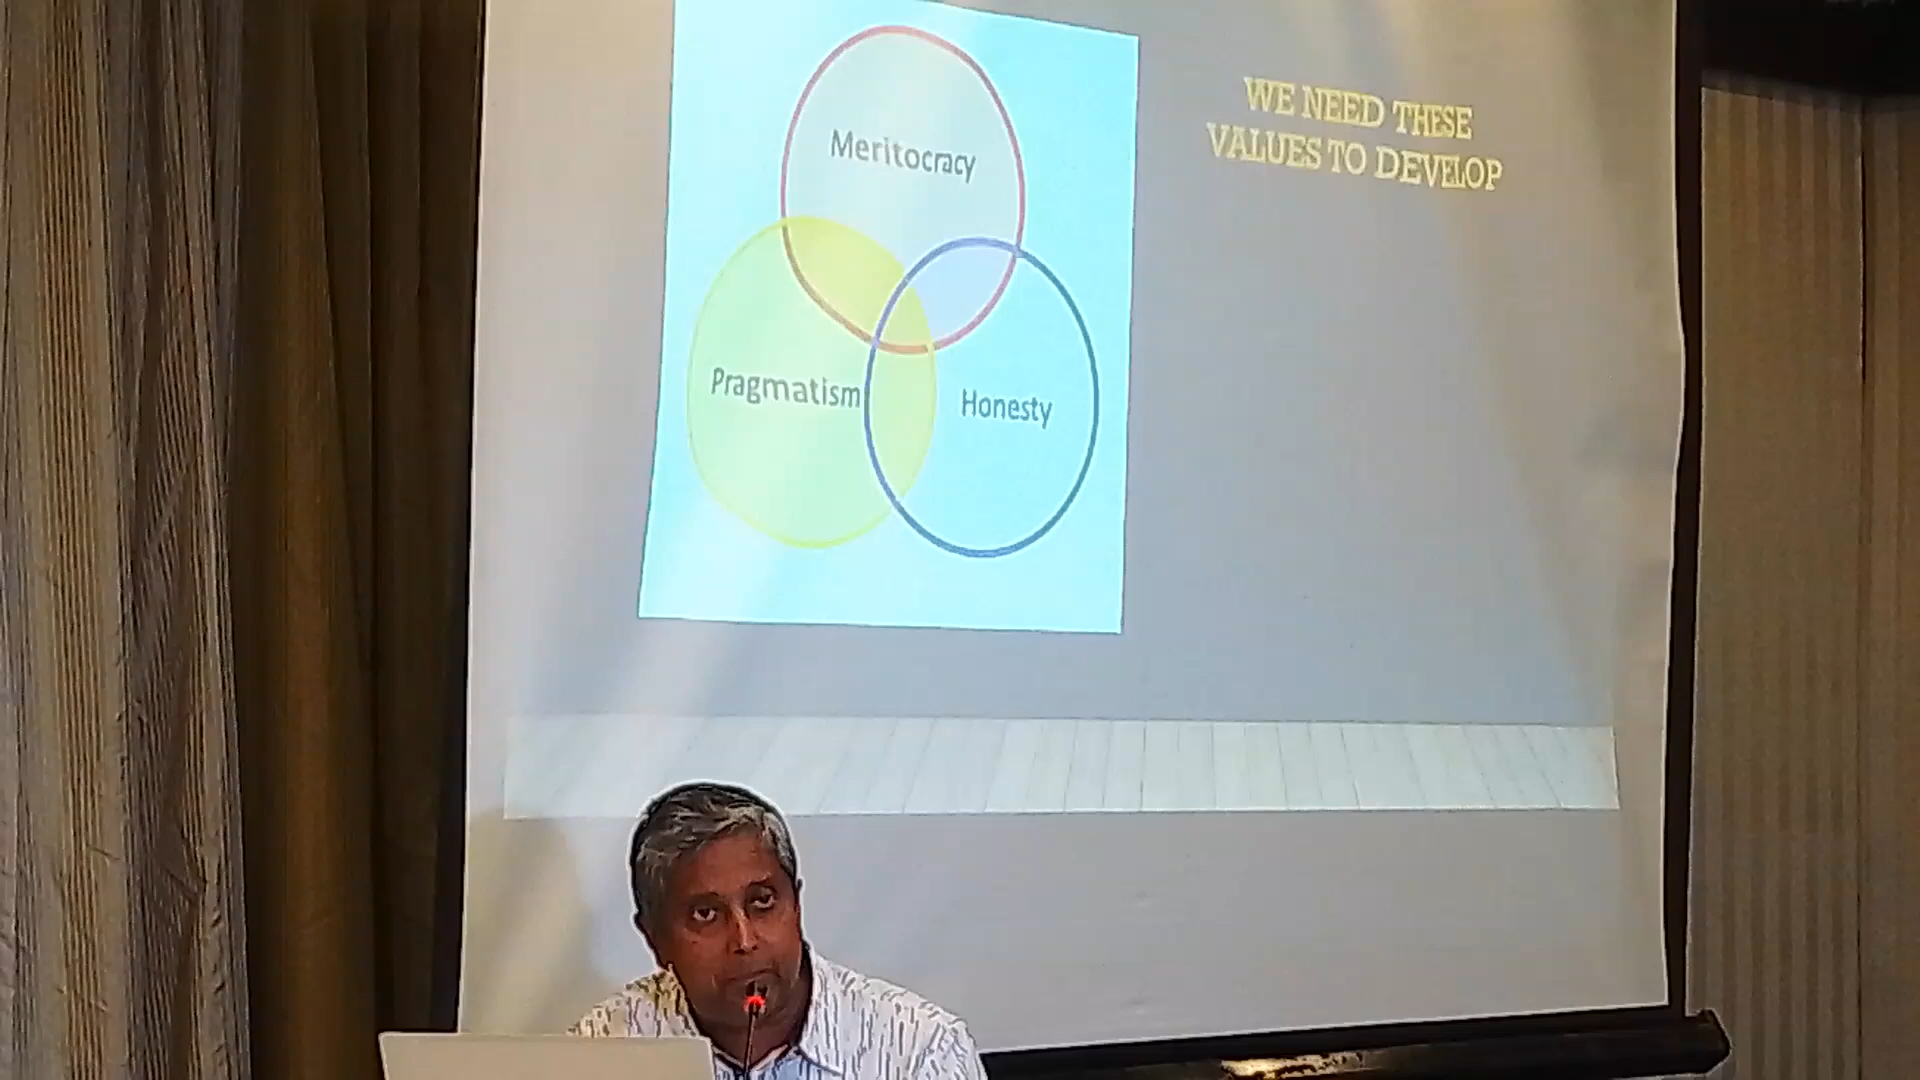 Meritocracy
Pragmatism
Honesty
WE NEED THESE
VALUES TO DEVELOP